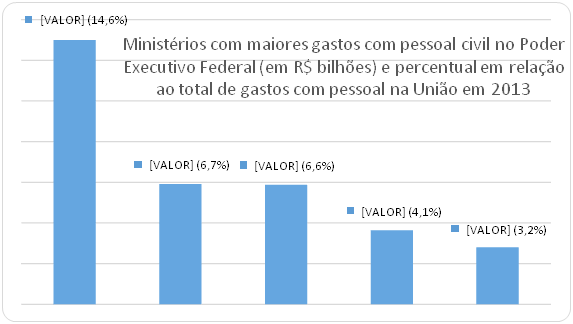 [VALOR] (14,6%)
Ministérios com maiores gastos com pessoal civil no Poder
Executivo Federal (em R$ bilhões) e percentual em relação
ao total de gastos com pessoal na União em 2013
[VALOR] (6,7%)
[VALOR] (6,6%)
[VALOR] (4,1%)
[VALOR] (3,2%)